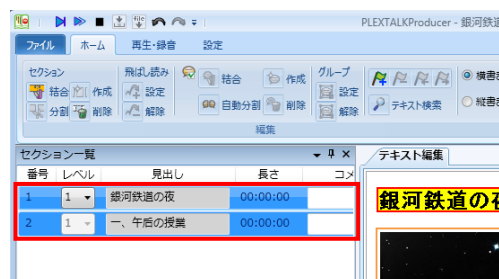 PLEXTALKProducer - 銀河鉄道
ファイル ホーム 再生・録音 設定
セクション 飛ばし読み グループ
結合 作成 設定 結合 作成 設定 横書き
分割 削除 解除 自動分割 削除 解除 テキスト検索 縦書き
編集
セクション一覧 テキスト編集
番号 レベル 見出し 長さ コメ
1 1 銀河鉄道の夜 00:00:00
2 1 一、午后の授業 00:00:00
銀河鉄道の夜